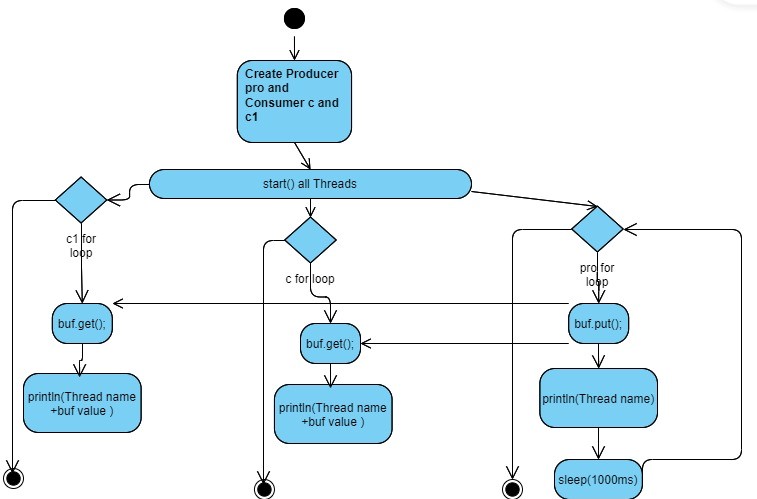 Create Producer
pro and
Consumer c and
c1
start() all Threads
c1 for
loop
c for loop
pro for
loop
buf.get();
buf.get();
buf.put();
println(Thread name
+buf value )
println(Thread name
+buf value )
println(Thread name)
sleep(1000ms)